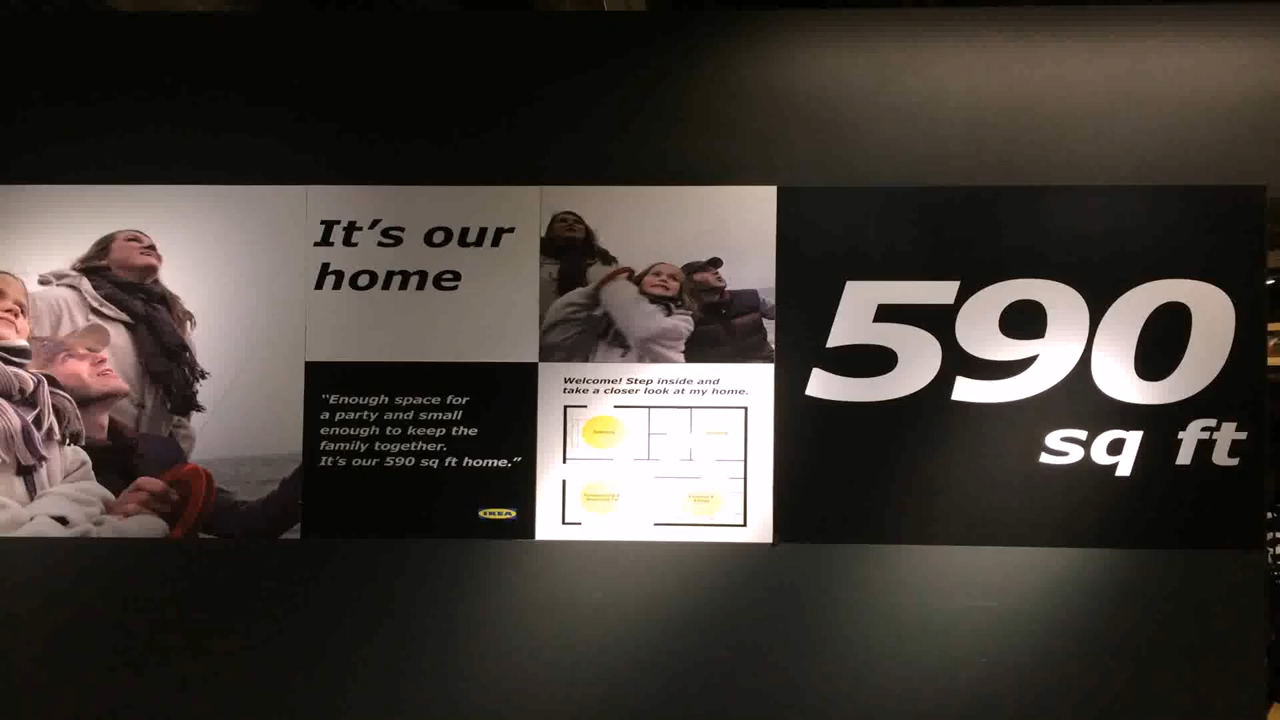 It's our
home
"Enough space for
a party and small
enough to keep the
family together.
It's our 590 sq ft home."
IKEA
Welcome! Step inside and
take a closer look at my home.
590
sq ft